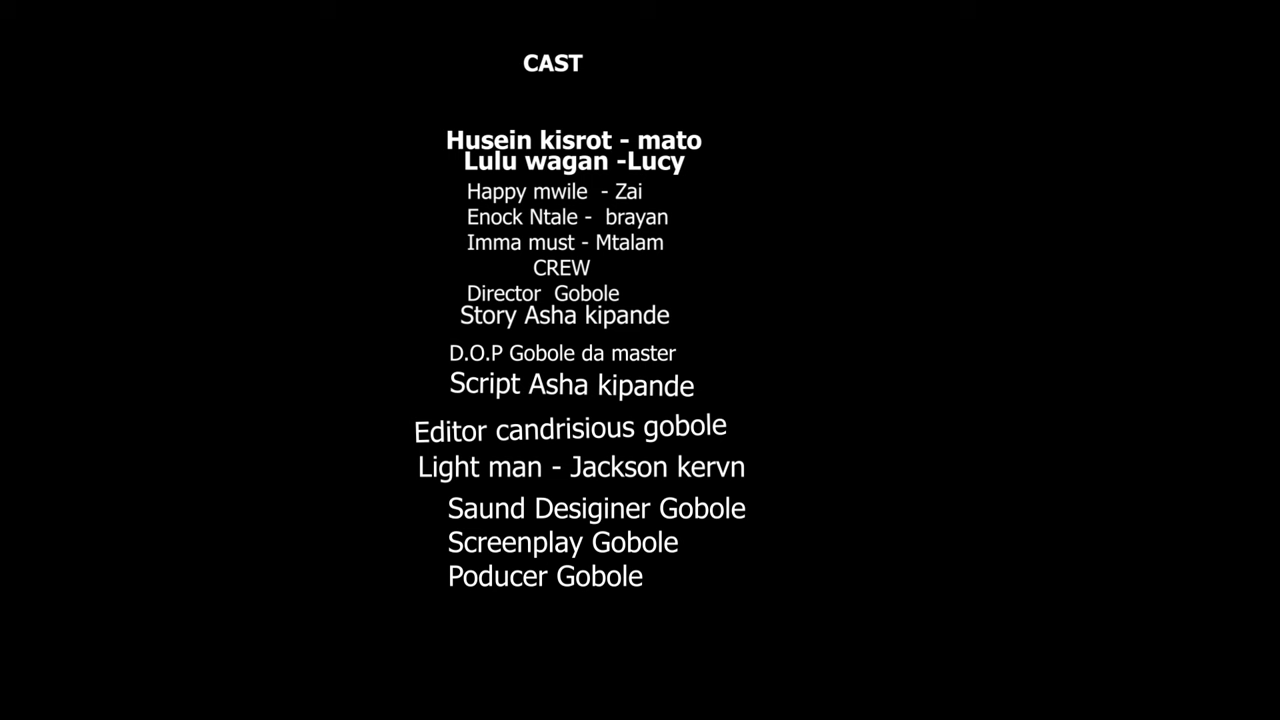 CAST
Husein kisrot - mato
Lulu wagan -Lucy
Happy mwile - Zai
Enock Ntale - brayan
Imma must - Mtalam
CREW
Director Gobole
Story Asha kipande
D.O.P Gobole da master
Script Asha kipande
Editor candrisious gobole
Light man - Jackson kervn
Saund Desiginer Gobole
Screenplay Gobole
Poducer Gobole